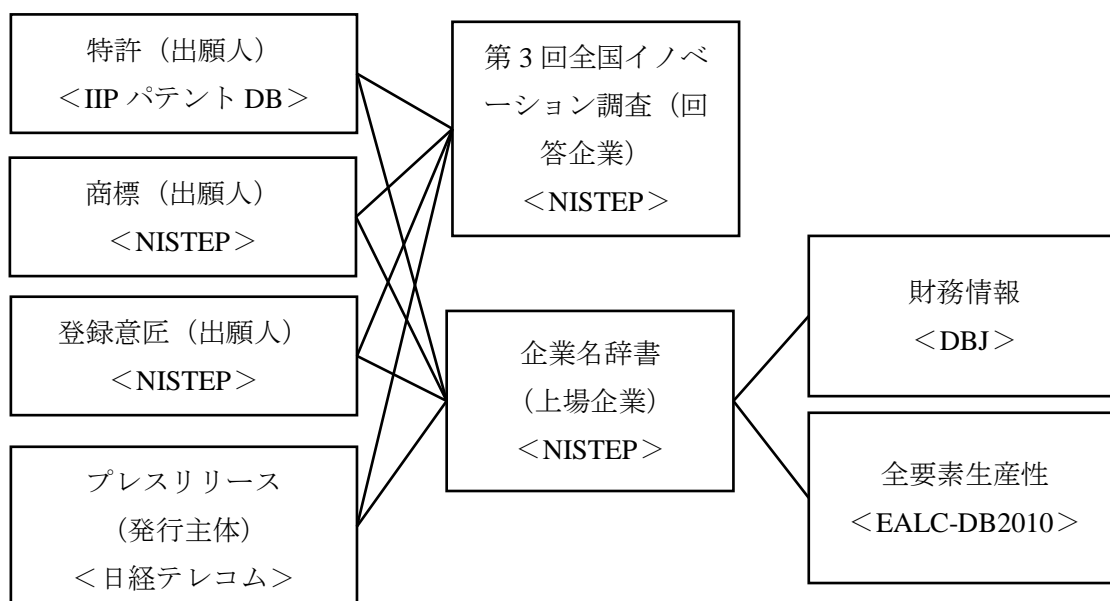 特許（出願人）
＜IIP パテント DB＞
商標（出願人）
＜NISTEP＞
登録意匠（出願人）
＜NISTEP＞
プレスリリース
（発行主体）
＜日経テレコム＞
第 3 回全国イノベ
ーション調査（回
答企業）
＜NISTEP＞
企業名辞書
（上場企業）
＜NISTEP＞
財務情報
＜DBJ＞
全要素生産性
＜EALC-DB2010＞